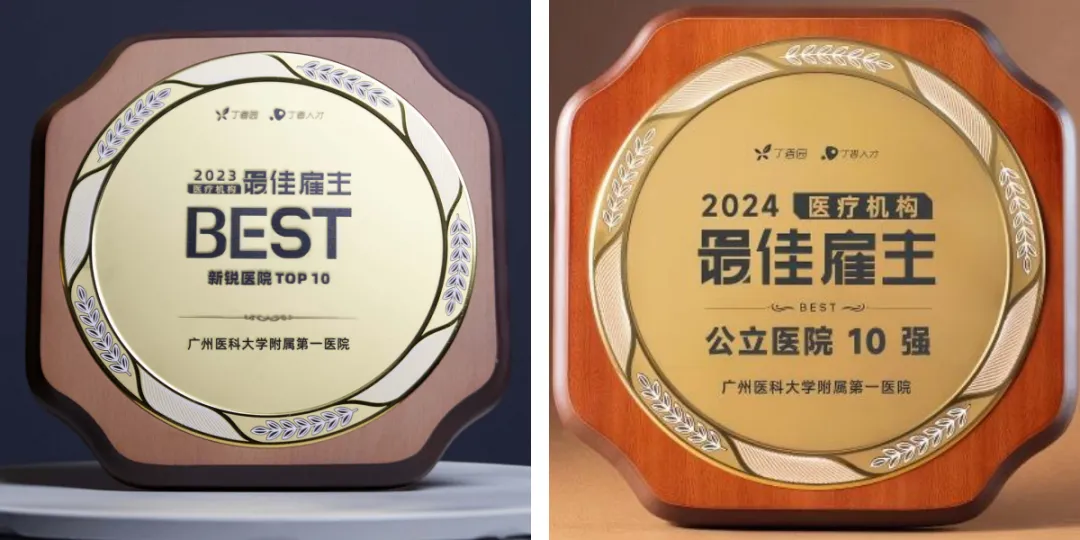 丁香园 丁香人才
2023
医疗机构 最佳雇主
BEST
新锐医院 TOP 10
广州医科大学附属第一医院
丁香园 丁香人才
2024 医疗机构
最佳雇主
BEST
公立医院 10 强
广州医科大学附属第一医院